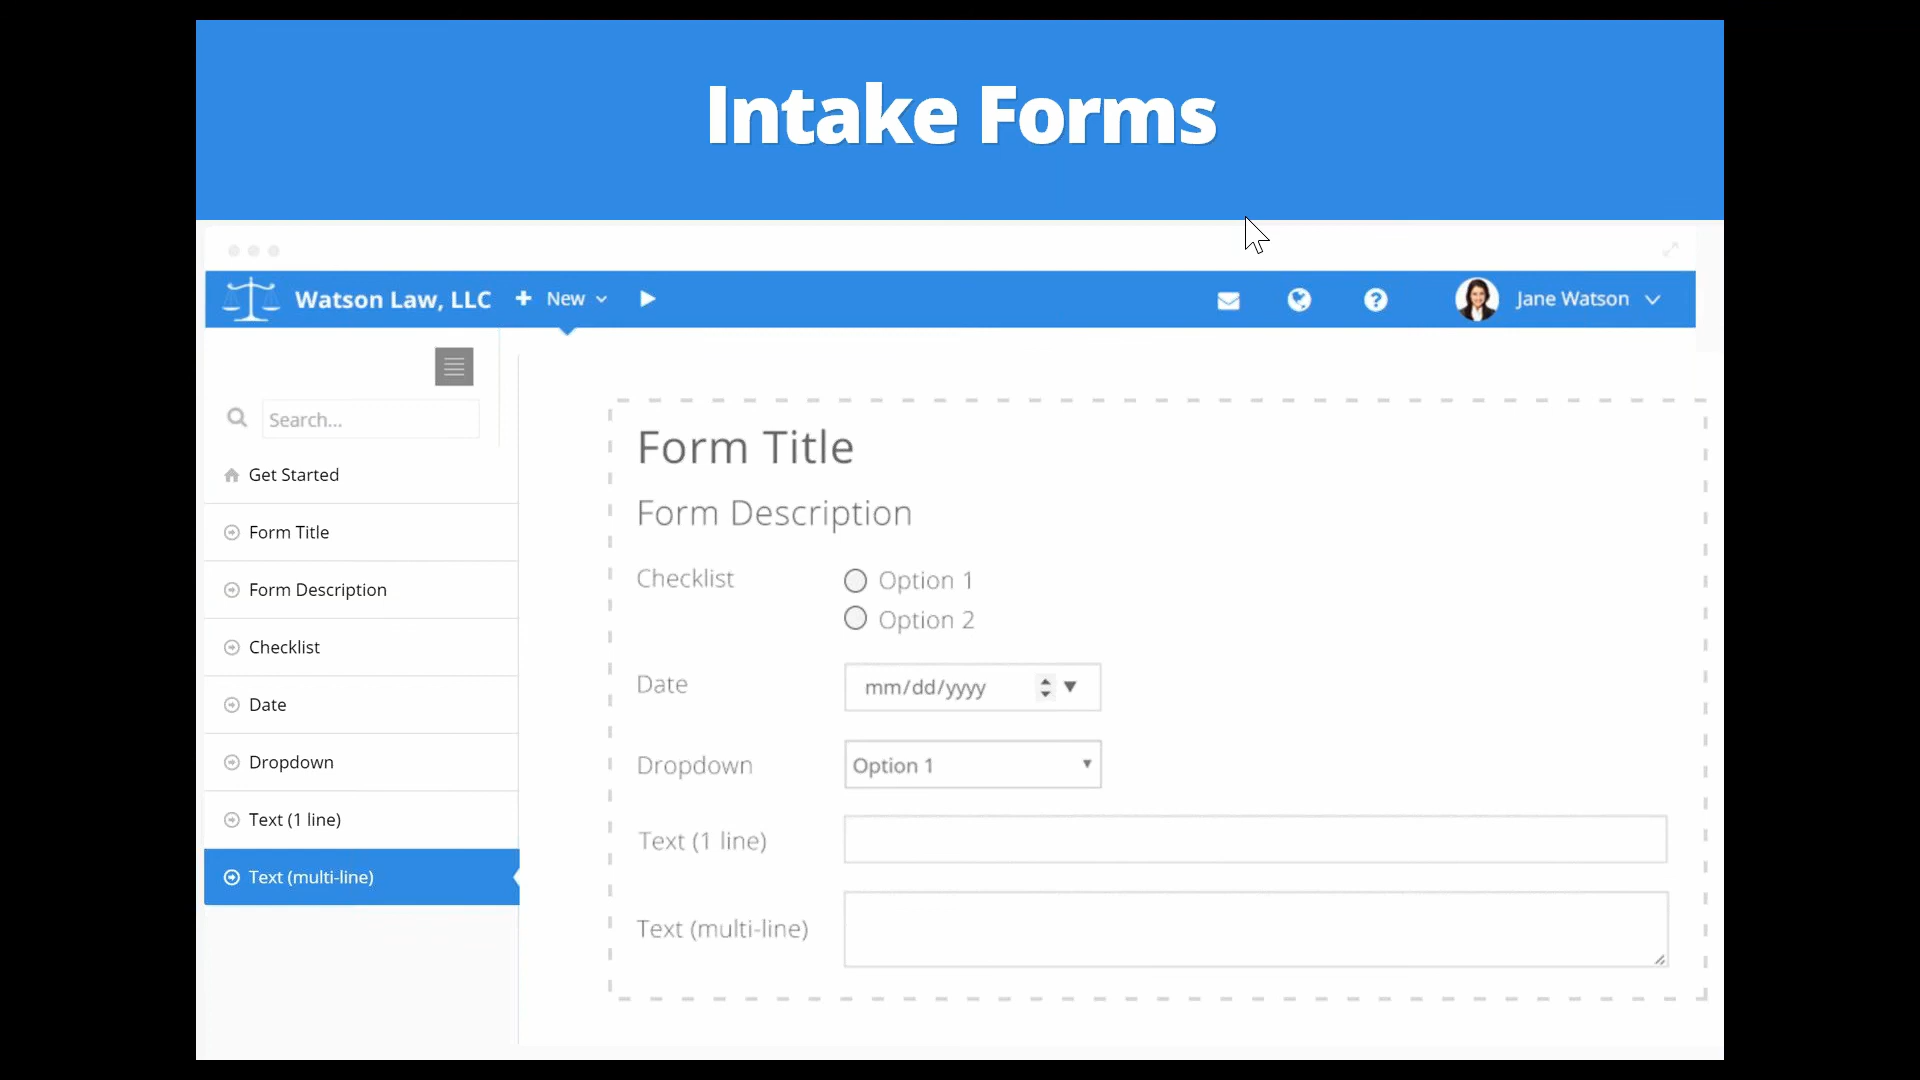 Intake Forms
Watson Law, LLC
New
Jane Watson
Search...
Get Started
Form Title
Form Description
Checklist
Date
Dropdown
Text (1 line)
Text (multi-line)
Form Title
Form Description
Checklist
Option 1
Option 2
Date
mm/dd/yyyy
Dropdown
Option 1
Text (1 line)
Text (multi-line)